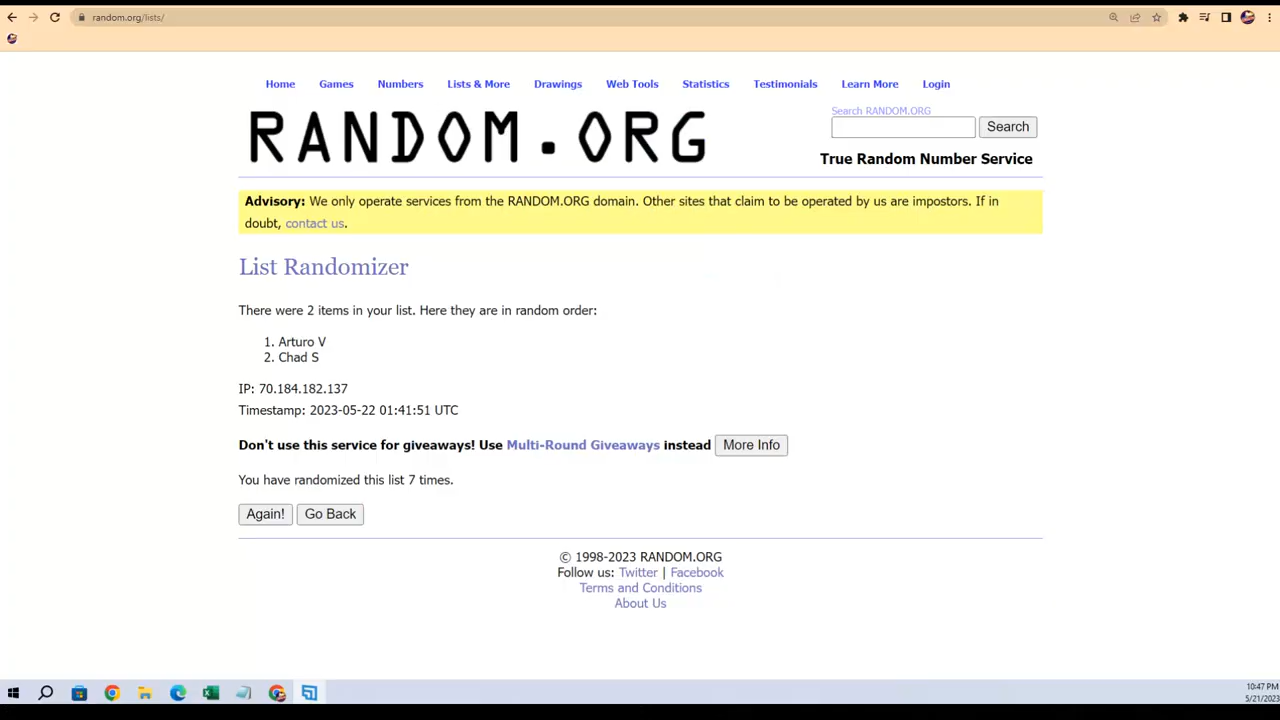 random.org/lists/
Home Games Numbers Lists & More Drawings Web Tools Statistics Testimonials Learn More Login
RANDOM.ORG
Search RANDOM.ORG
Search
True Random Number Service
Advisory: We only operate services from the RANDOM.ORG domain. Other sites that claim to be operated by us are impostors. If in
doubt, contact us.
List Randomizer
There were 2 items in your list. Here they are in random order:
1. Arturo V
2. Chad S
IP: 70.184.182.137
Timestamp: 2023-05-22 01:41:51 UTC
Don't use this service for giveaways! Use Multi-Round Giveaways instead More Info
You have randomized this list 7 times.
Again! Go Back
© 1998-2023 RANDOM.ORG
Follow us: Twitter | Facebook
Terms and Conditions
About Us
10:47 PM
5/21/2023